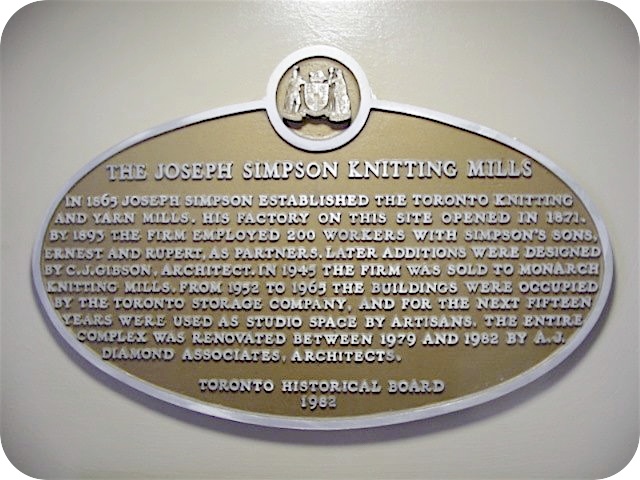 THE JOSEPH SIMPSON KNITTING MILLS
IN 1865 JOSEPH SIMPSON ESTABLISHED THE TORONTO KNITTING
AND YARN MILLS. HIS FACTORY ON THIS SITE OPENED IN 1871.
BY 1893 THE FIRM EMPLOYED 200 WORKERS WITH SIMPSON'S SONS,
ERNEST AND RUPERT, AS PARTNERS. LATER ADDITIONS WERE DESIGNED
BY C.J.GIBSON, ARCHITECT. IN 1945 THE FIRM WAS SOLD TO MONARCH
KNITTING MILLS. FROM 1952 TO 1965 THE BUILDINGS WERE OCCUPIED
BY THE TORONTO STORAGE COMPANY, AND FOR THE NEXT FIFTEEN
YEARS WERE USED AS STUDIO SPACE BY ARTISANS. THE ENTIRE
COMPLEX WAS RENOVATED BETWEEN 1979 AND 1982 BY A.J.
DIAMOND ASSOCIATES, ARCHITECTS.
TORONTO HISTORICAL BOARD
1982